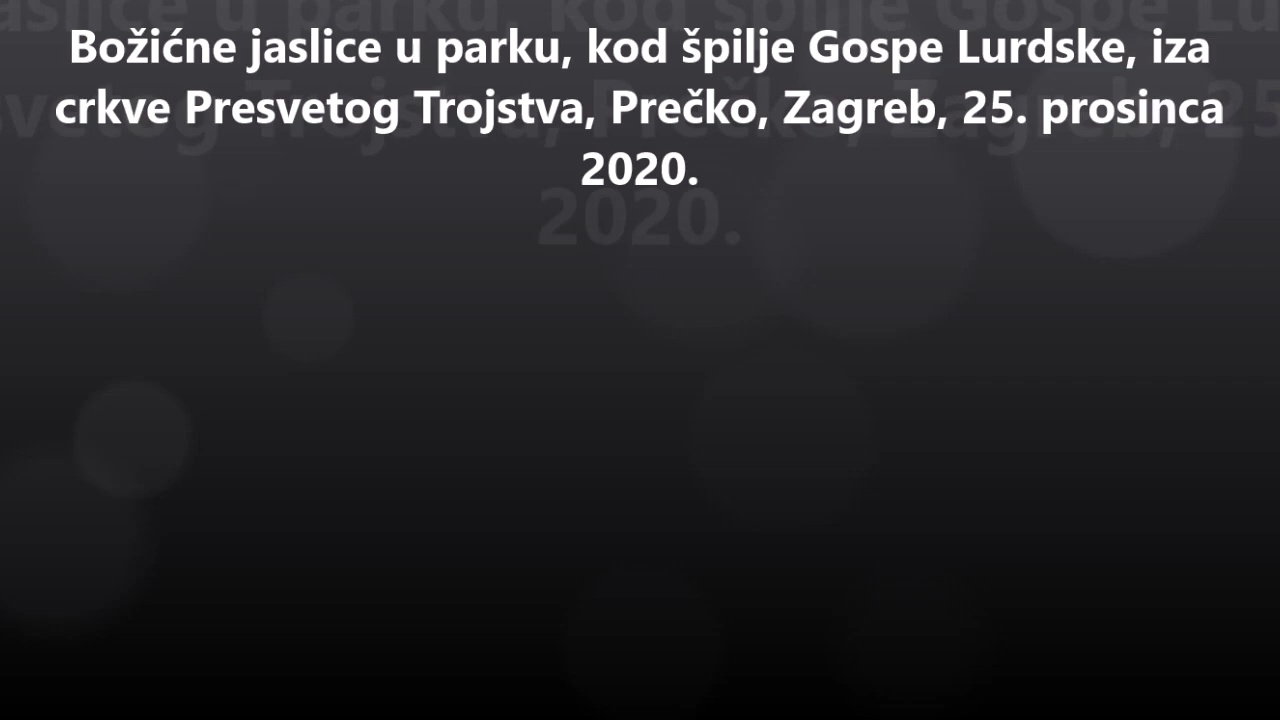 Božićne jaslice u parku, kod špilje Gospe Lurdske, iza
crkve Presvetog Trojstva, Prečko, Zagreb, 25. prosinca
2020.